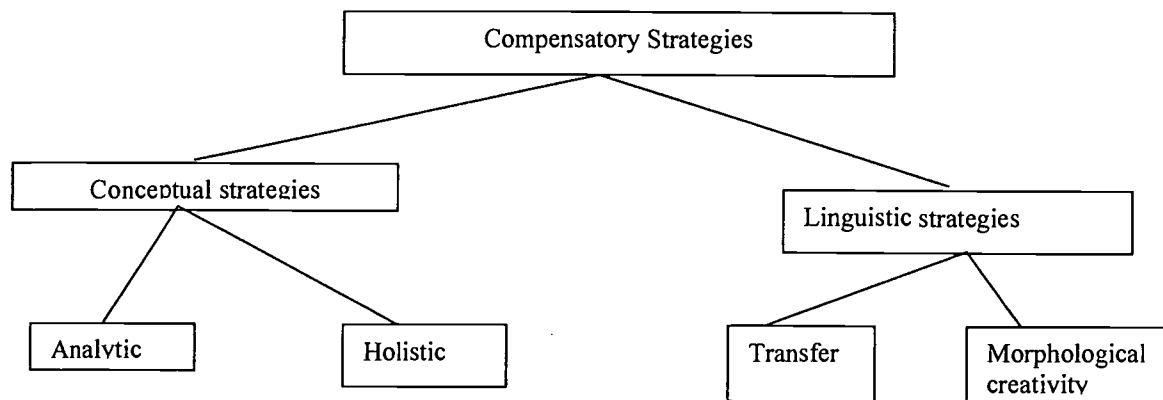 Compensatory Strategies
Conceptual strategies
Linguistic strategies
Analytic
Holistic
Transfer
Morphological
creativity